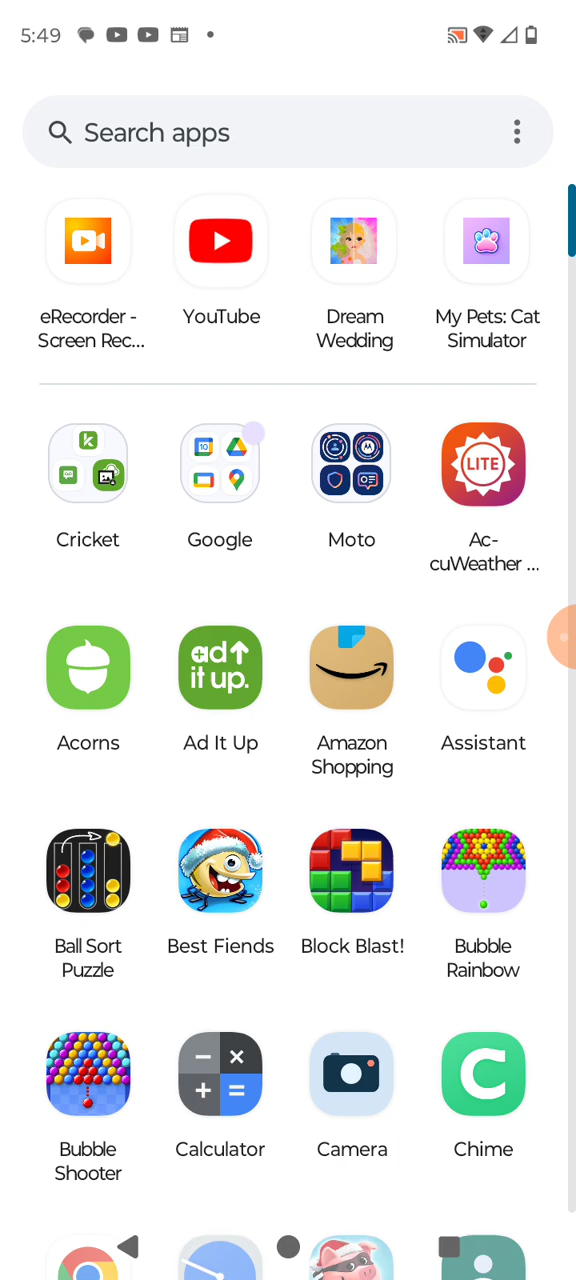 5:49
Search apps
eRecorder -
Screen Rec...
YouTube
Dream
Wedding
My Pets: Cat
Simulator
Cricket
Google
Moto
LITE
Ac-
cuWeather ...
ad
it up.
Acorns
Ad It Up
Amazon
Shopping
Assistant
Ball Sort
Puzzle
Best Fiends
Block Blast!
Bubble
Rainbow
Bubble
Shooter
Calculator
Camera
Chime